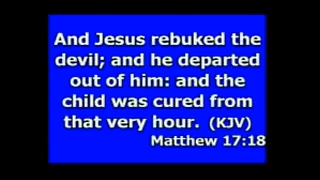 And Jesus rebuked the
devil; and he departed
out of him: and the
child was cured from
that very hour. (KJV)
Matthew 17:18